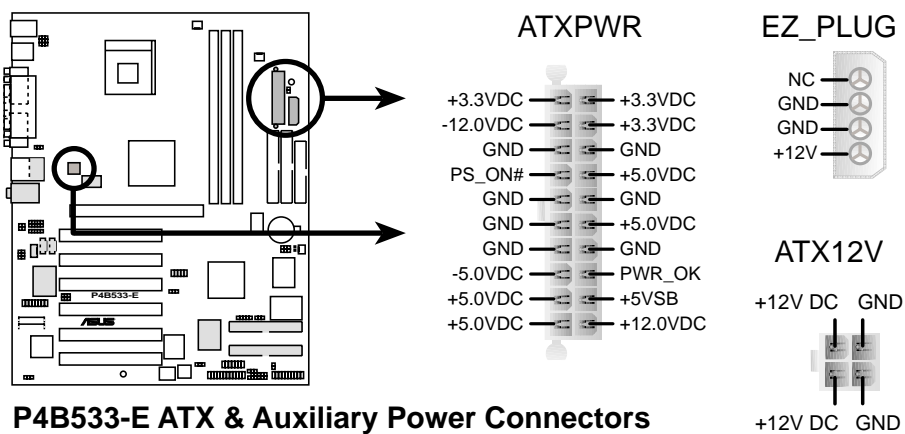 ATXPWR
EZ_PLUG
+3.3VDC +3.3VDC
-12.0VDC +3.3VDC
GND GND
PS_ON# +5.0VDC
GND GND
GND +5.0VDC
GND GND
-5.0VDC PWR_OK
+5.0VDC +5VSB
+5.0VDC +12.0VDC
NC
GND
GND
+12V
ATX12V
+12V DC GND
+12V DC GND
P4B533-E
ASUS
P4B533-E ATX & Auxiliary Power Connectors